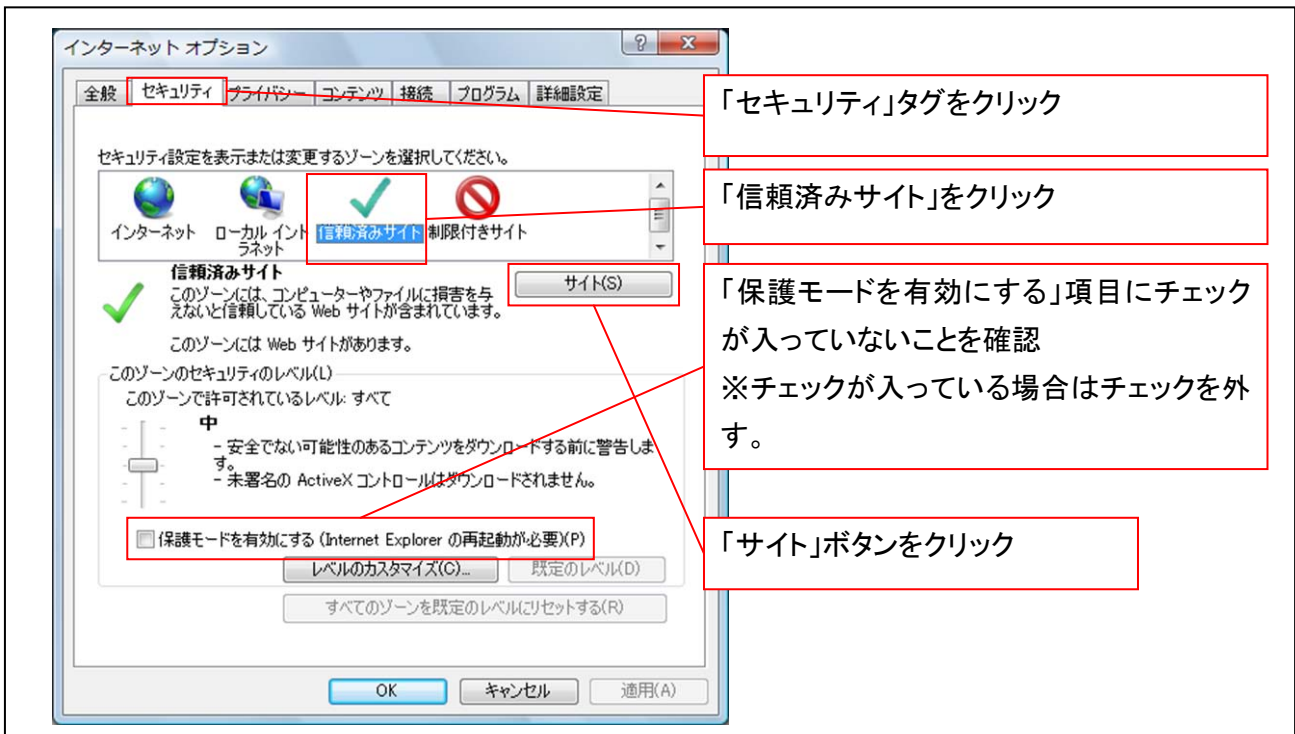 インターネット オプション
全般 セキュリティ プライバシー コンテンツ 接続 プログラム 詳細設定
セキュリティ設定を表示または変更するゾーンを選択してください。
インターネット
ローカル イント
ラネット
信頼済みサイト
制限付きサイト
信頼済みサイト
このゾーンには、コンピューターやファイルに損害を与
えないと信頼している Web サイトが含まれています。
このゾーンには Web サイトがあります。
サイト(S)
このゾーンのセキュリティのレベル(L)
このゾーンで許可されているレベル: すべて
中
- 安全でない可能性のあるコンテンツをダウンロードする前に警告しま
す。
- 未署名の ActiveX コントロールはダウンロードされません。
保護モードを有効にする (Internet Explorer の再起動が必要)(P)
レベルのカスタマイズ(C)... 既定のレベル(D)
すべてのゾーンを既定のレベルにリセットする(R)
OK キャンセル 適用(A)
「セキュリティ」タグをクリック
「信頼済みサイト」をクリック
「保護モードを有効にする」項目にチェック
が入っていないことを確認
※チェックが入っている場合はチェックを外
す。
「サイト」ボタンをクリック